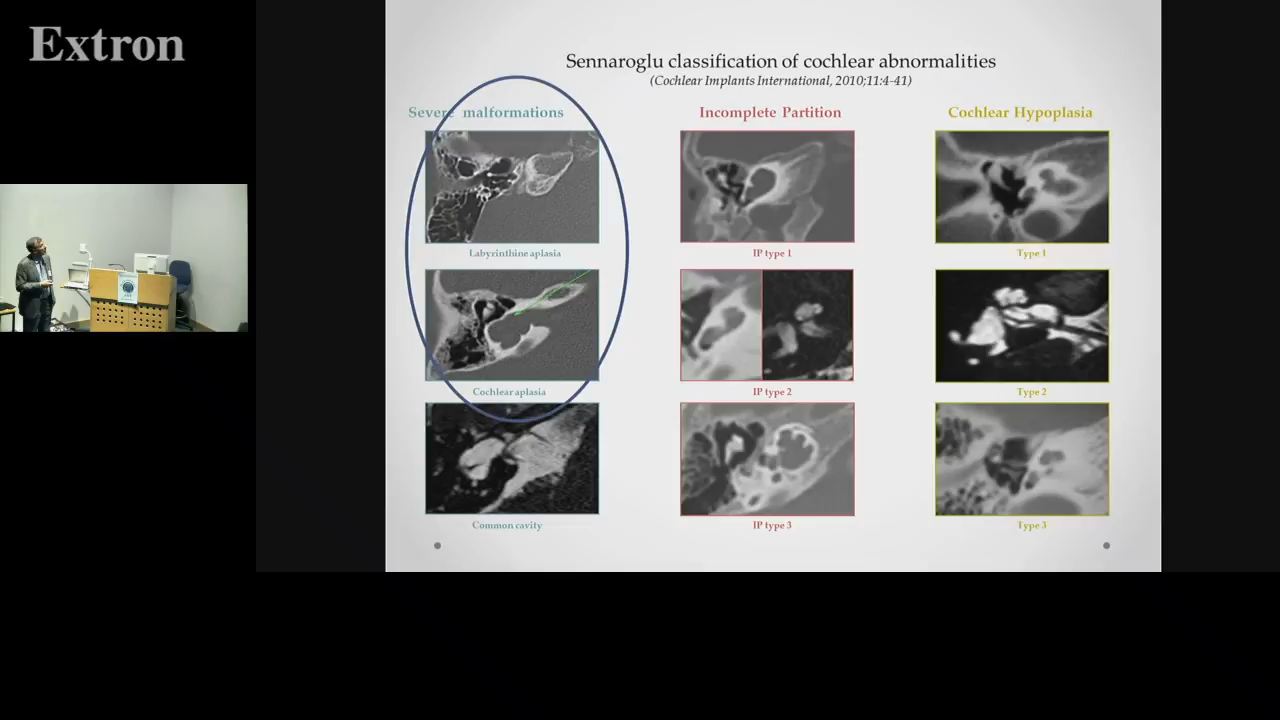 Extron
Sennaroglu classification of cochlear abnormalities
(Cochlear Implants International, 2010;11:4-41)
Severe malformations
Incomplete Partition
Cochlear Hypoplasia
Labyrinthine aplasia
IP type 1
Type 1
Cochlear aplasia
IP type 2
Type 2
Common cavity
IP type 3
Type 3